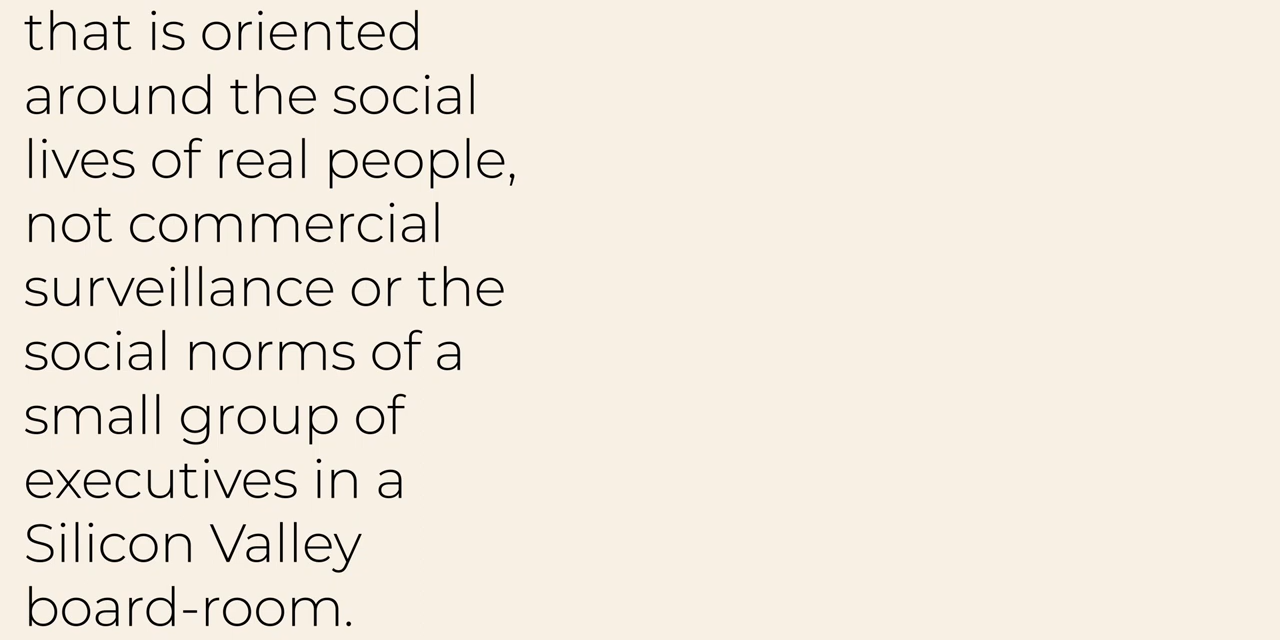 that is oriented
around the social
lives of real people,
not commercial
surveillance or the
social norms of a
small group of
executives in a
Silicon Valley
board-room.